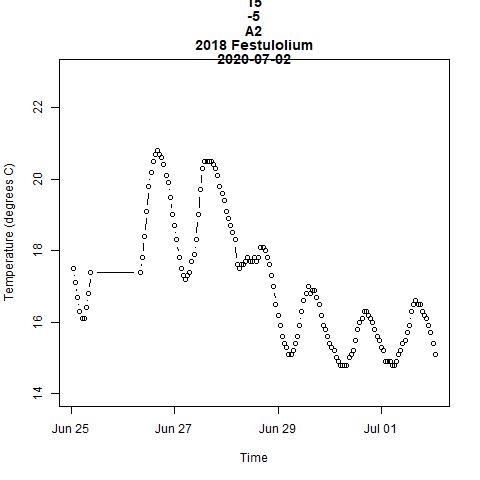 15
-5
A2
2018 Festulolium
2020-07-02
22
20
18
16
14
Temperature (degrees C)
Jun 25
Jun 27
Jun 29
Jul 01
Time